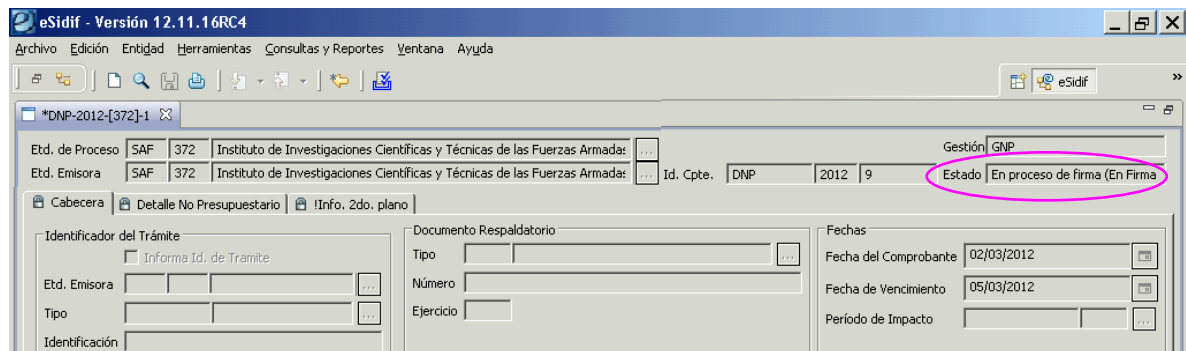 eSidif - Versión 12.11.16RC4
Archivo Edición Entidad Herramientas Consultas y Reportes Ventana Ayuda
eSidif »
*DNP-2012-[372]-1
Etd. de Proceso SAF 372 Instituto de Investigaciones Científicas y Técnicas de las Fuerzas Armadas ... Gestión GNP
Etd. Emisora SAF 372 Instituto de Investigaciones Científicas y Técnicas de las Fuerzas Armadas ... Id. Cpte. DNP 2012 9 Estado En proceso de firma (En Firma
Cabecera Detalle No Presupuestario !Info. 2do. plano
Identificador del Trámite Documento Respaldatorio Fechas
Informa Id. de Tramite Tipo ... Fecha del Comprobante 02/03/2012
Etd. Emisora ... Número Fecha de Vencimiento 05/03/2012
Tipo ... Ejercicio Período de Impacto ...
Identificación